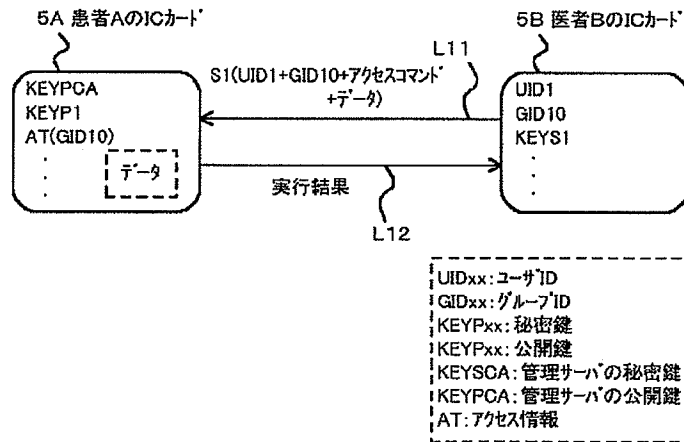 5A 患者AのICカード
5B 医者BのICカード
L11
S1(UID1+GID10+アクセスコマンド
+データ)
KEYPCA
KEYP1
AT(GID10)
データ
UID1
GID10
KEYS1
実行結果
L12
UIDxx:ユーザID
GIDxx:グループID
KEYPxx:秘密鍵
KEYPxx:公開鍵
KEYSCA:管理サーバの秘密鍵
KEYPCA:管理サーバの公開鍵
AT:アクセス情報